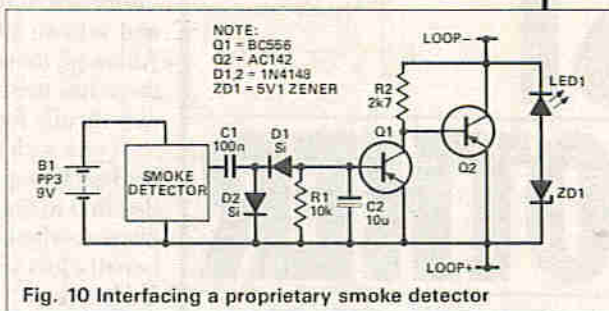 NOTE:
Q1 = BC556
Q2 = AC142
D1,2 = 1N4148
ZD1 = 5V1 ZENER
LOOP–
R2
2k7
LED1
Q1
Q2
C1
100n
D1
Si
B1
PP3
9V
SMOKE
DETECTOR
D2
Si
R1
10k
C2
10u
ZD1
LOOP+
Fig. 10 Interfacing a proprietary smoke detector